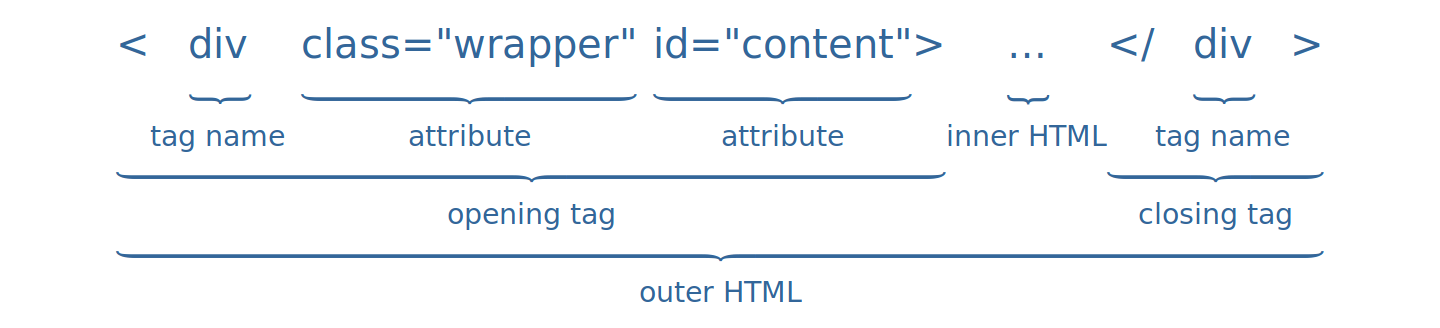 < div class="wrapper" id="content"> ... </ div >
tag name attribute attribute inner HTML tag name
opening tag closing tag
outer HTML